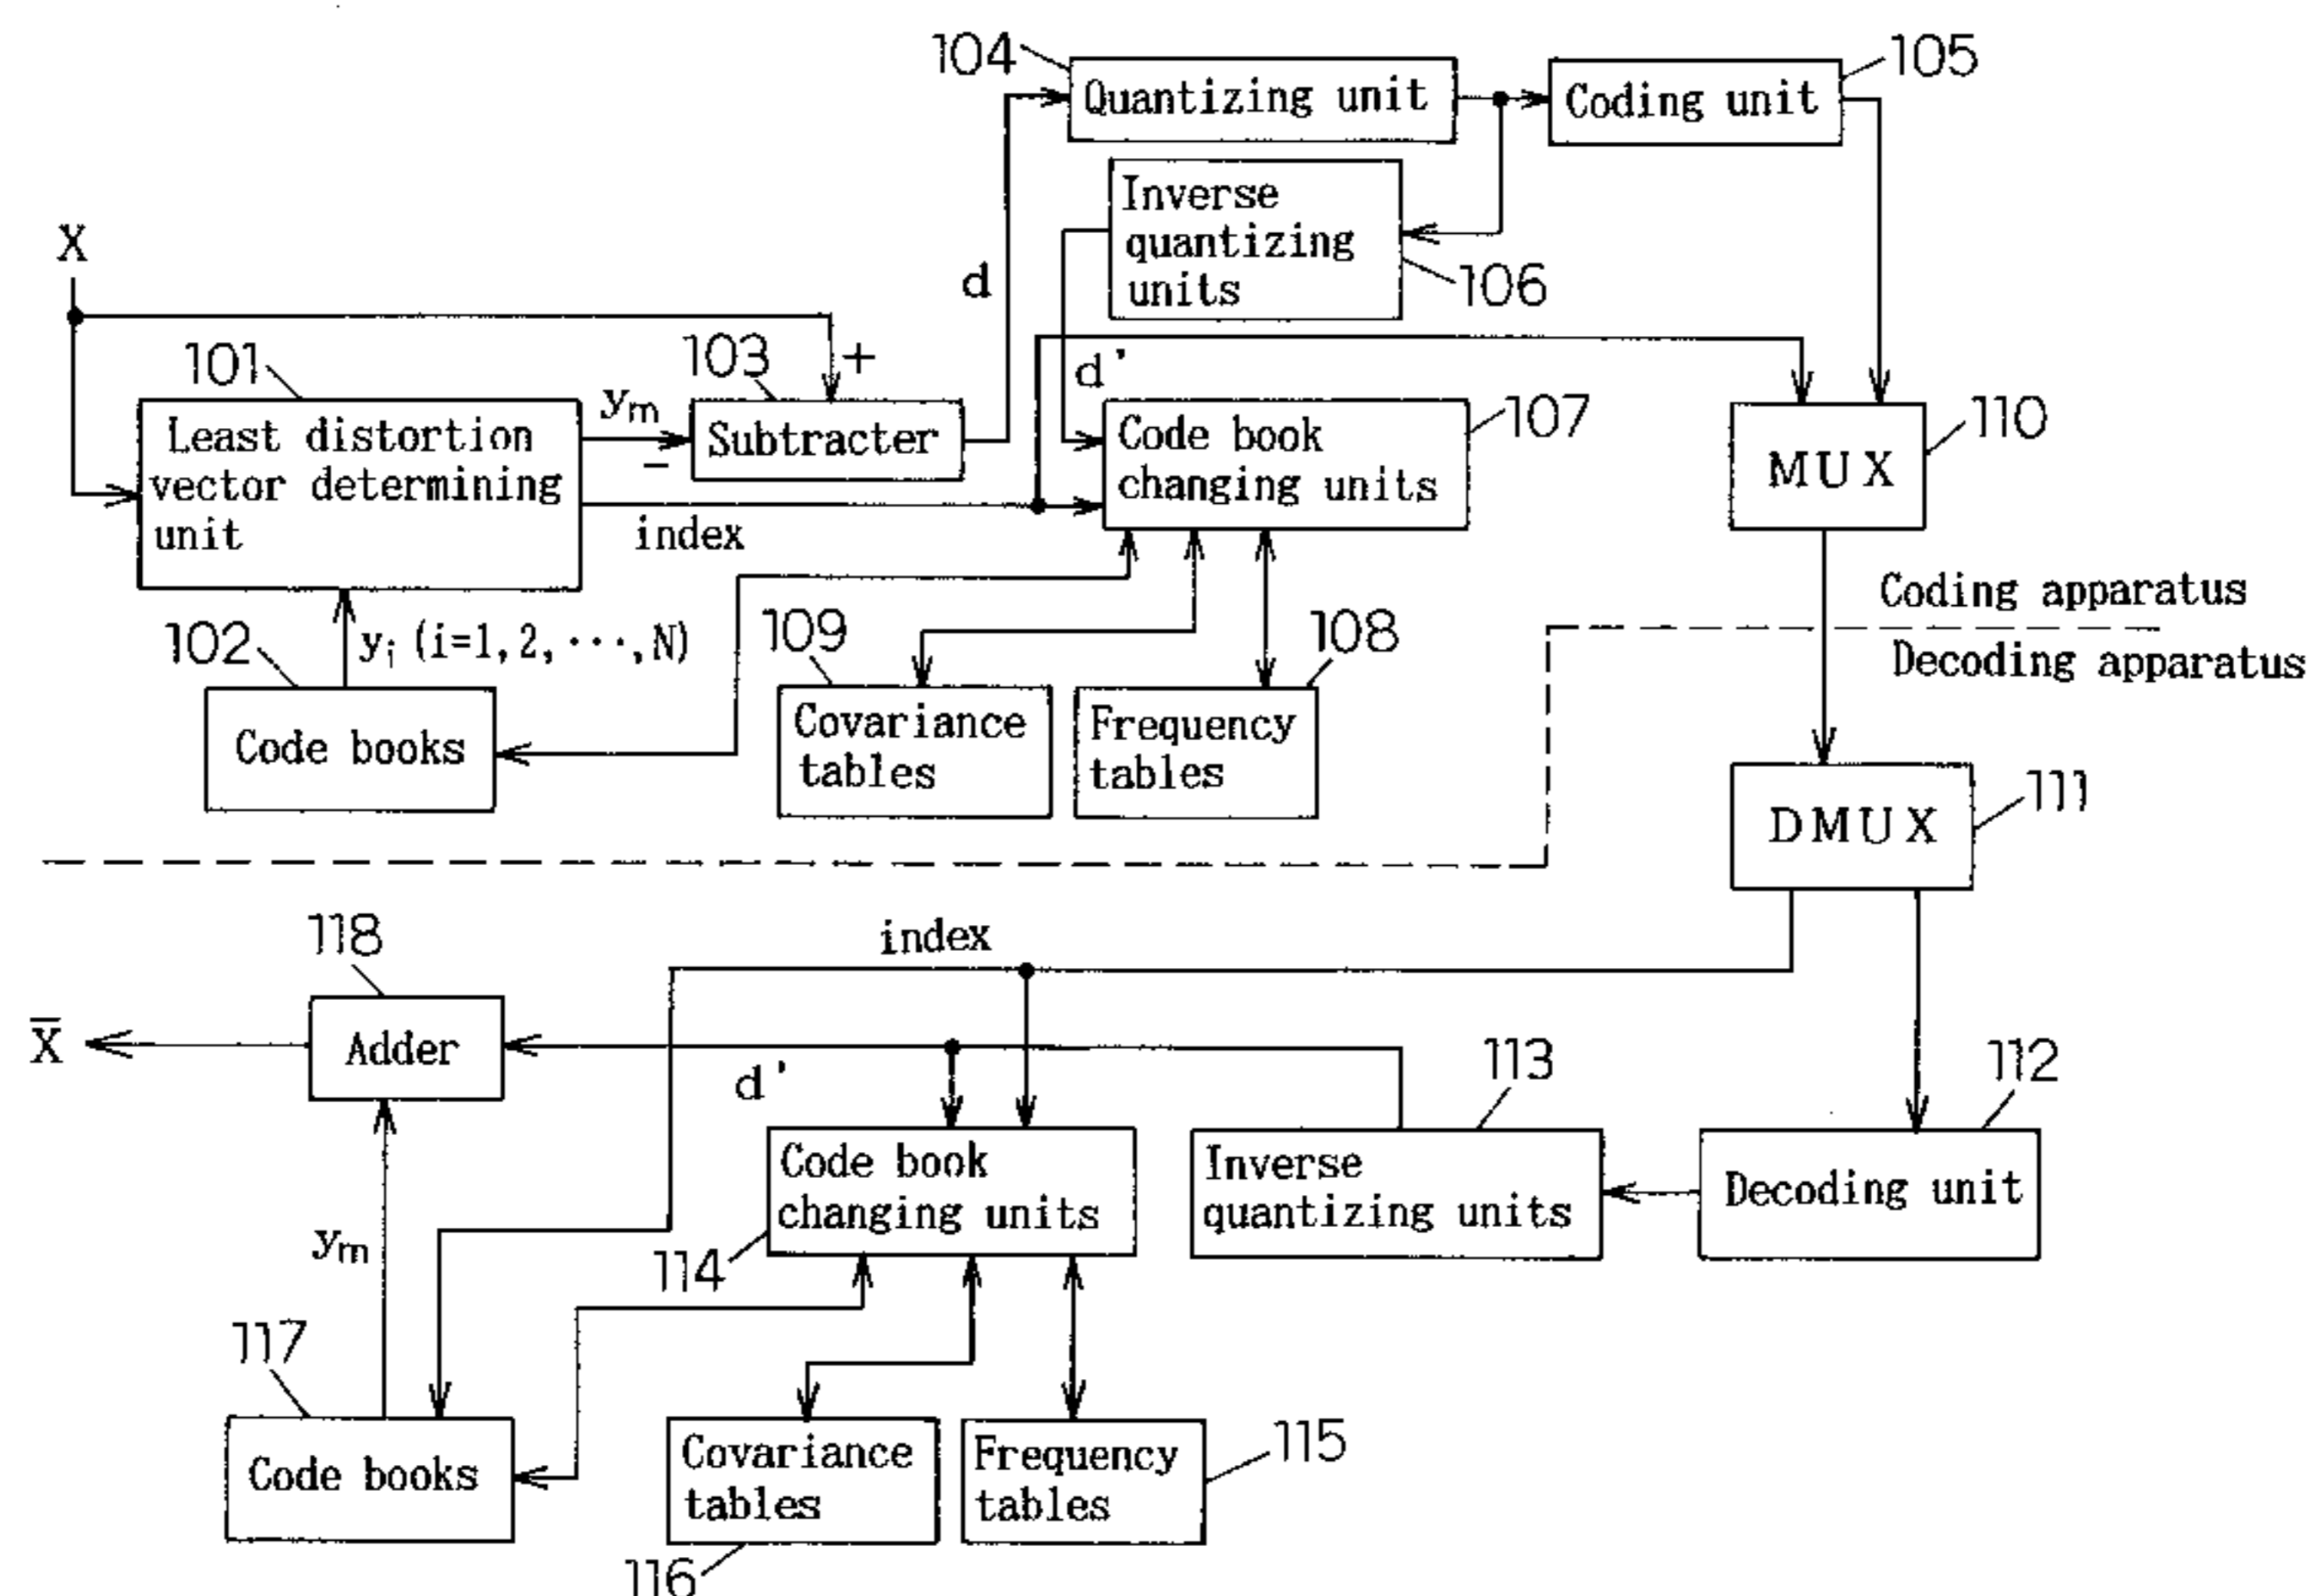 104
Quantizing unit
105
Coding unit
Inverse
quantizing
units
106
X
d
101
103
+
d'
107
110
Least distortion
vector determining
unit
ym
-
Subtracter
index
Code book
changing units
MUX
Coding apparatus
Decoding apparatus
102
yi (i=1, 2, ···, N)
109
108
Code books
Covariance
tables
Frequency
tables
DMUX
111
118
index
X̅
Adder
d'
113
112
Code book
changing units
Inverse
quantizing units
Decoding unit
ym
114
117
Code books
Covariance
tables
Frequency
tables
115
116